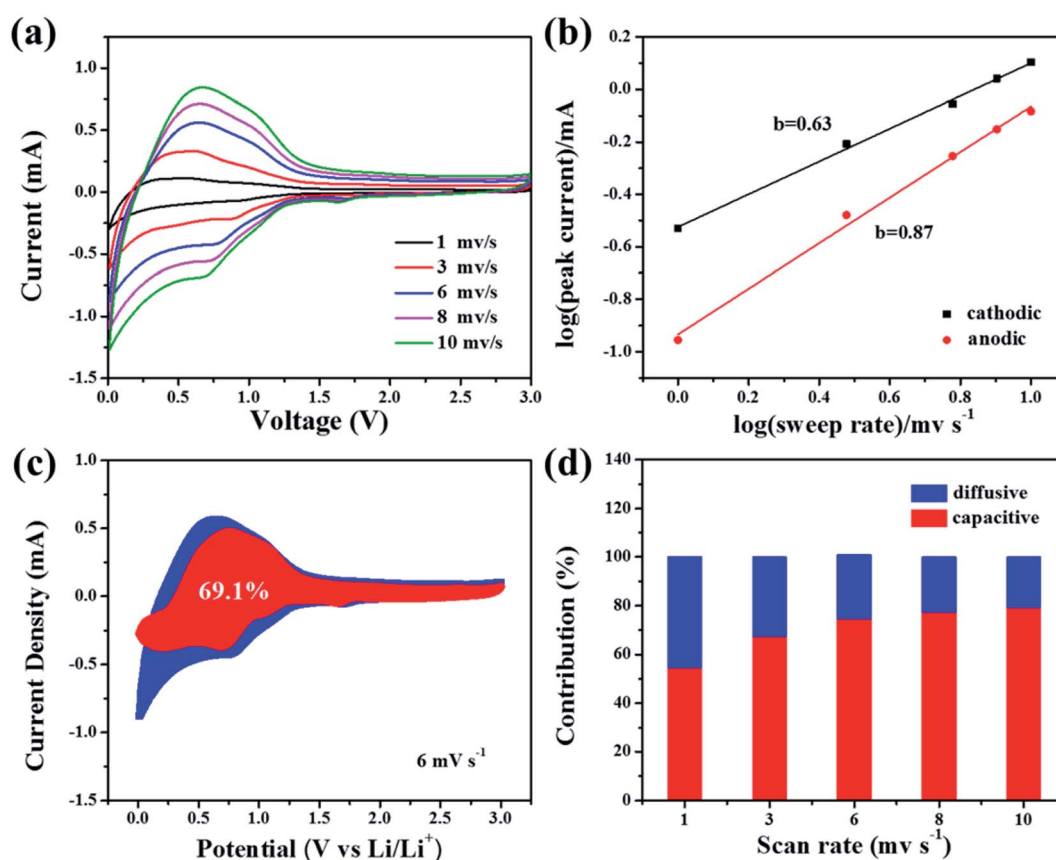 (a)
Current (mA)
1.0
0.5
0.0
-0.5
-1.0
-1.5
1 mv/s
3 mv/s
6 mv/s
8 mv/s
10 mv/s
0.0 0.5 1.0 1.5 2.0 2.5 3.0
Voltage (V)
(b)
log(peak current)/mA
0.2
0.0
-0.2
-0.4
-0.6
-0.8
-1.0
b=0.63
b=0.87
cathodic
anodic
0.0 0.2 0.4 0.6 0.8 1.0
log(sweep rate)/mv s⁻¹
(c)
Current Density (mA)
1.0
0.5
0.0
-0.5
-1.0
-1.5
69.1%
6 mV s⁻¹
0.0 0.5 1.0 1.5 2.0 2.5 3.0
Potential (V vs Li/Li⁺)
(d)
Contribution (%)
140
120
100
80
60
40
20
0
diffusive
capacitive
1 3 6 8 10
Scan rate (mv s⁻¹)